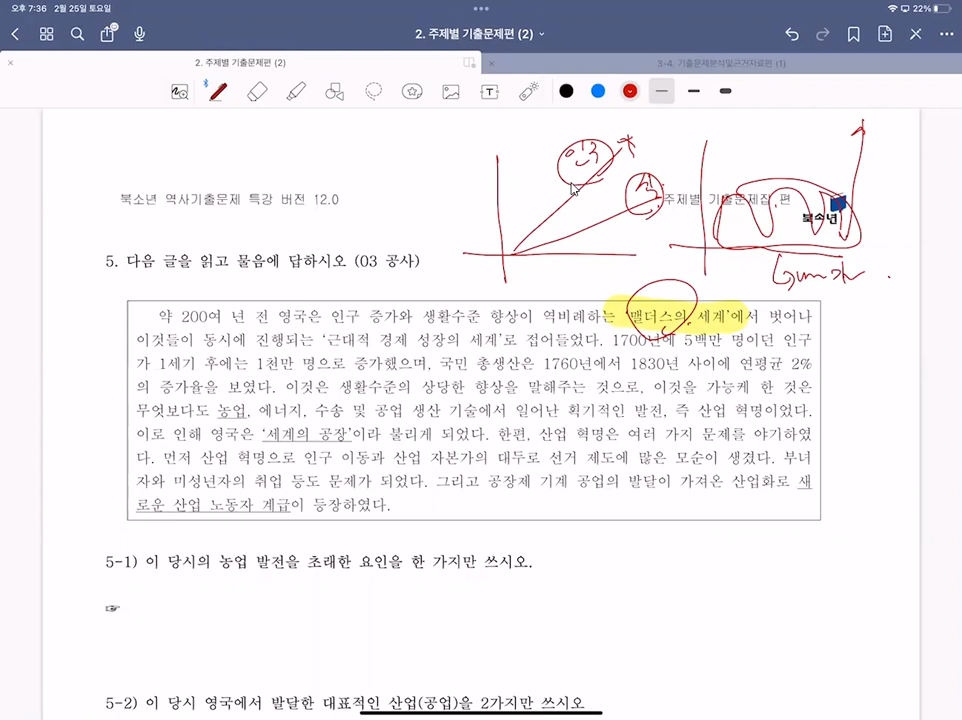 오후 7:36 2월 25일 토요일
22%
2. 주제별 기출문제편 (2)
2. 주제별 기출문제편 (2)
3-4. 기출문제분석및근거자료편 (1)
인구
식
북소년 역사기출문제 특강 버전 12.0
주제별 기출문제집 편
북소년
5. 다음 글을 읽고 물음에 답하시오 (03 공사)
약 200여 년 전 영국은 인구 증가와 생활수준 향상이 역비례하는 ‘맬더스의 세계’에서 벗어나
이것들이 동시에 진행되는 ‘근대적 경제 성장의 세계’로 접어들었다. 1700년에 5백만 명이던 인구
가 1세기 후에는 1천만 명으로 증가했으며, 국민 총생산은 1760년에서 1830년 사이에 연평균 2%
의 증가율을 보였다. 이것은 생활수준의 상당한 향상을 말해주는 것으로, 이것을 가능케 한 것은
무엇보다도 농업, 에너지, 수송 및 공업 생산 기술에서 일어난 획기적인 발전, 즉 산업 혁명이었다.
이로 인해 영국은 ‘세계의 공장’이라 불리게 되었다. 한편, 산업 혁명은 여러 가지 문제를 야기하였
다. 먼저 산업 혁명으로 인구 이동과 산업 자본가의 대두로 선거 제도에 많은 모순이 생겼다. 부녀
자와 미성년자의 취업 등도 문제가 되었다. 그리고 공장제 기계 공업의 발달이 가져온 산업화로 새
로운 산업 노동자 계급이 등장하였다.
5-1) 이 당시의 농업 발전을 초래한 요인을 한 가지만 쓰시오.
☞
5-2) 이 당시 영국에서 발달한 대표적인 산업(공업)을 2가지만 쓰시오